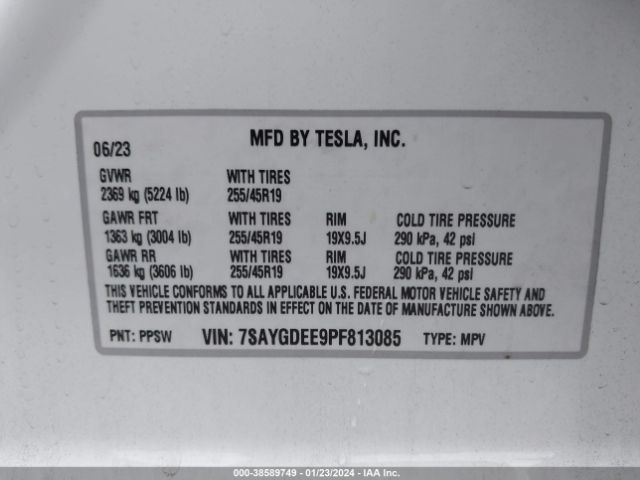 MFD BY TESLA, INC.
06/23
GVWR WITH TIRES
2369 kg (5224 lb) 255/45R19
GAWR FRT WITH TIRES RIM COLD TIRE PRESSURE
1363 kg (3004 lb) 255/45R19 19X9.5J 290 kPa, 42 psi
GAWR RR WITH TIRES RIM COLD TIRE PRESSURE
1636 kg (3606 lb) 255/45R19 19X9.5J 290 kPa, 42 psi
THIS VEHICLE CONFORMS TO ALL APPLICABLE U.S. FEDERAL MOTOR VEHICLE SAFETY AND
THEFT PREVENTION STANDARDS IN EFFECT ON THE DATE OF MANUFACTURE SHOWN ABOVE.
PNT: PPSW VIN: 7SAYGDEE9PF813085 TYPE: MPV
000-38589749 - 01/23/2024 - IAA Inc.